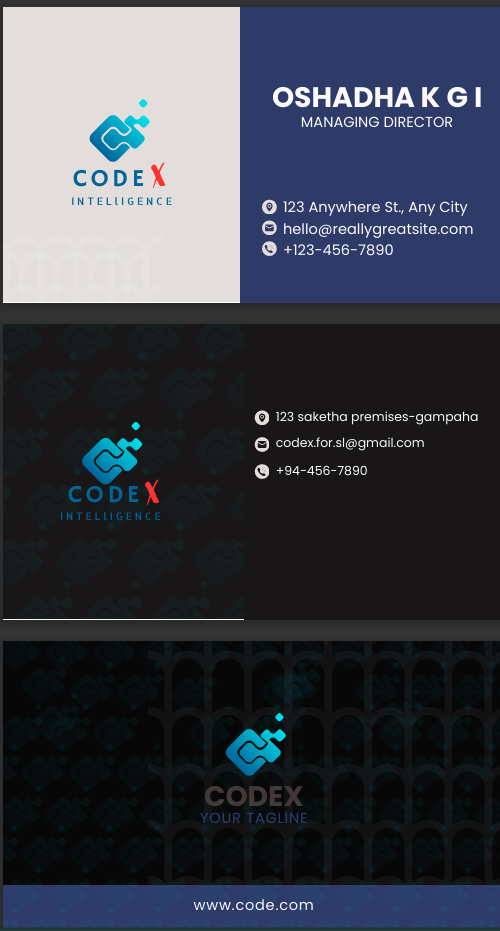 OSHADHA K G I
MANAGING DIRECTOR
CODEX
INTELLIGENCE
123 Anywhere St., Any City
hello@reallygreatsite.com
+123-456-7890
123 saketha premises-gampaha
codex.for.sl@gmail.com
+94-456-7890
CODEX
INTELLIGENCE
CODEX
YOUR TAGLINE
www.code.com